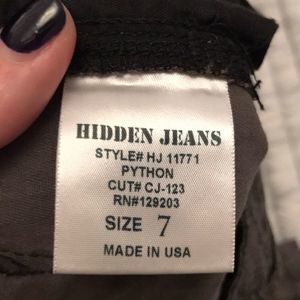 HIDDEN JEANS
STYLE# HJ 11771
PYTHON
CUT# CJ-123
RN#129203
SIZE 7
MADE IN USA